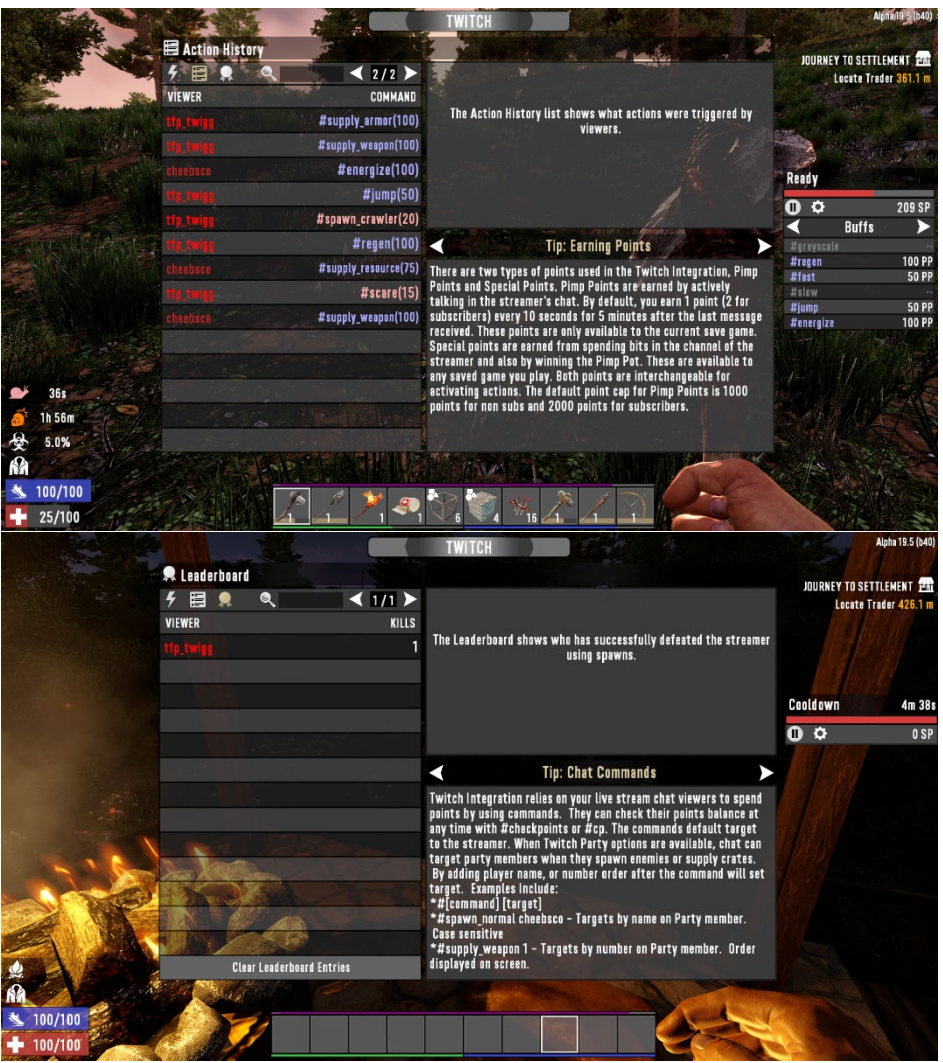 TWITCH
Alpha 19.5 (b40)
Action History
JOURNEY TO SETTLEMENT
Locate Trader 361.1 m
2/2
VIEWER COMMAND
tfp_twigg #supply_armor(100)
tfp_twigg #supply_weapon(100)
cheebsco #energize(100)
tfp_twigg #jump(50)
tfp_twigg #spawn_crawler(20)
tfp_twigg #regen(100)
cheebsco #supply_resource(75)
tfp_twigg #scare(15)
cheebsco #supply_weapon(100)
The Action History list shows what actions were triggered by
viewers.
Tip: Earning Points
There are two types of points used in the Twitch Integration, Pimp
Points and Special Points. Pimp Points are earned by actively
talking in the streamer's chat. By default, you earn 1 point (2 for
subscribers) every 10 seconds for 5 minutes after the last message
received. These points are only available to the current save game.
Special points are earned from spending bits in the channel of the
streamer and also by winning the Pimp Pot. These are available to
any saved game you play. Both points are interchangeable for
activating actions. The default point cap for Pimp Points is 1000
points for non subs and 2000 points for subscribers.
Ready
209 SP
Buffs
#greyscale --
#regen 100 PP
#fast 50 PP
#slow --
#jump 50 PP
#energize 100 PP
36s
1h 56m
5.0%
100/100
25/100
1 1 1 1 6 4 16 1 1 1
TWITCH
Alpha 19.5 (b40)
Leaderboard
JOURNEY TO SETTLEMENT
Locate Trader 426.1 m
1/1
VIEWER KILLS
tfp_twigg 1
Clear Leaderboard Entries
The Leaderboard shows who has successfully defeated the streamer
using spawns.
Tip: Chat Commands
Twitch Integration relies on your live stream chat viewers to spend
points by using commands. They can check their points balance at
any time with #checkpoints or #cp. The commands default target
to the streamer. When Twitch Party options are available, chat can
target party members when they spawn enemies or supply crates.
By adding player name, or number order after the command will set
target. Examples Include:
*#[command] [target]
*#spawn_normal cheebsco - Targets by name on Party member.
Case sensitive
*#supply_weapon 1 - Targets by number on Party member. Order
displayed on screen.
Cooldown 4m 38s
0 SP
100/100
100/100